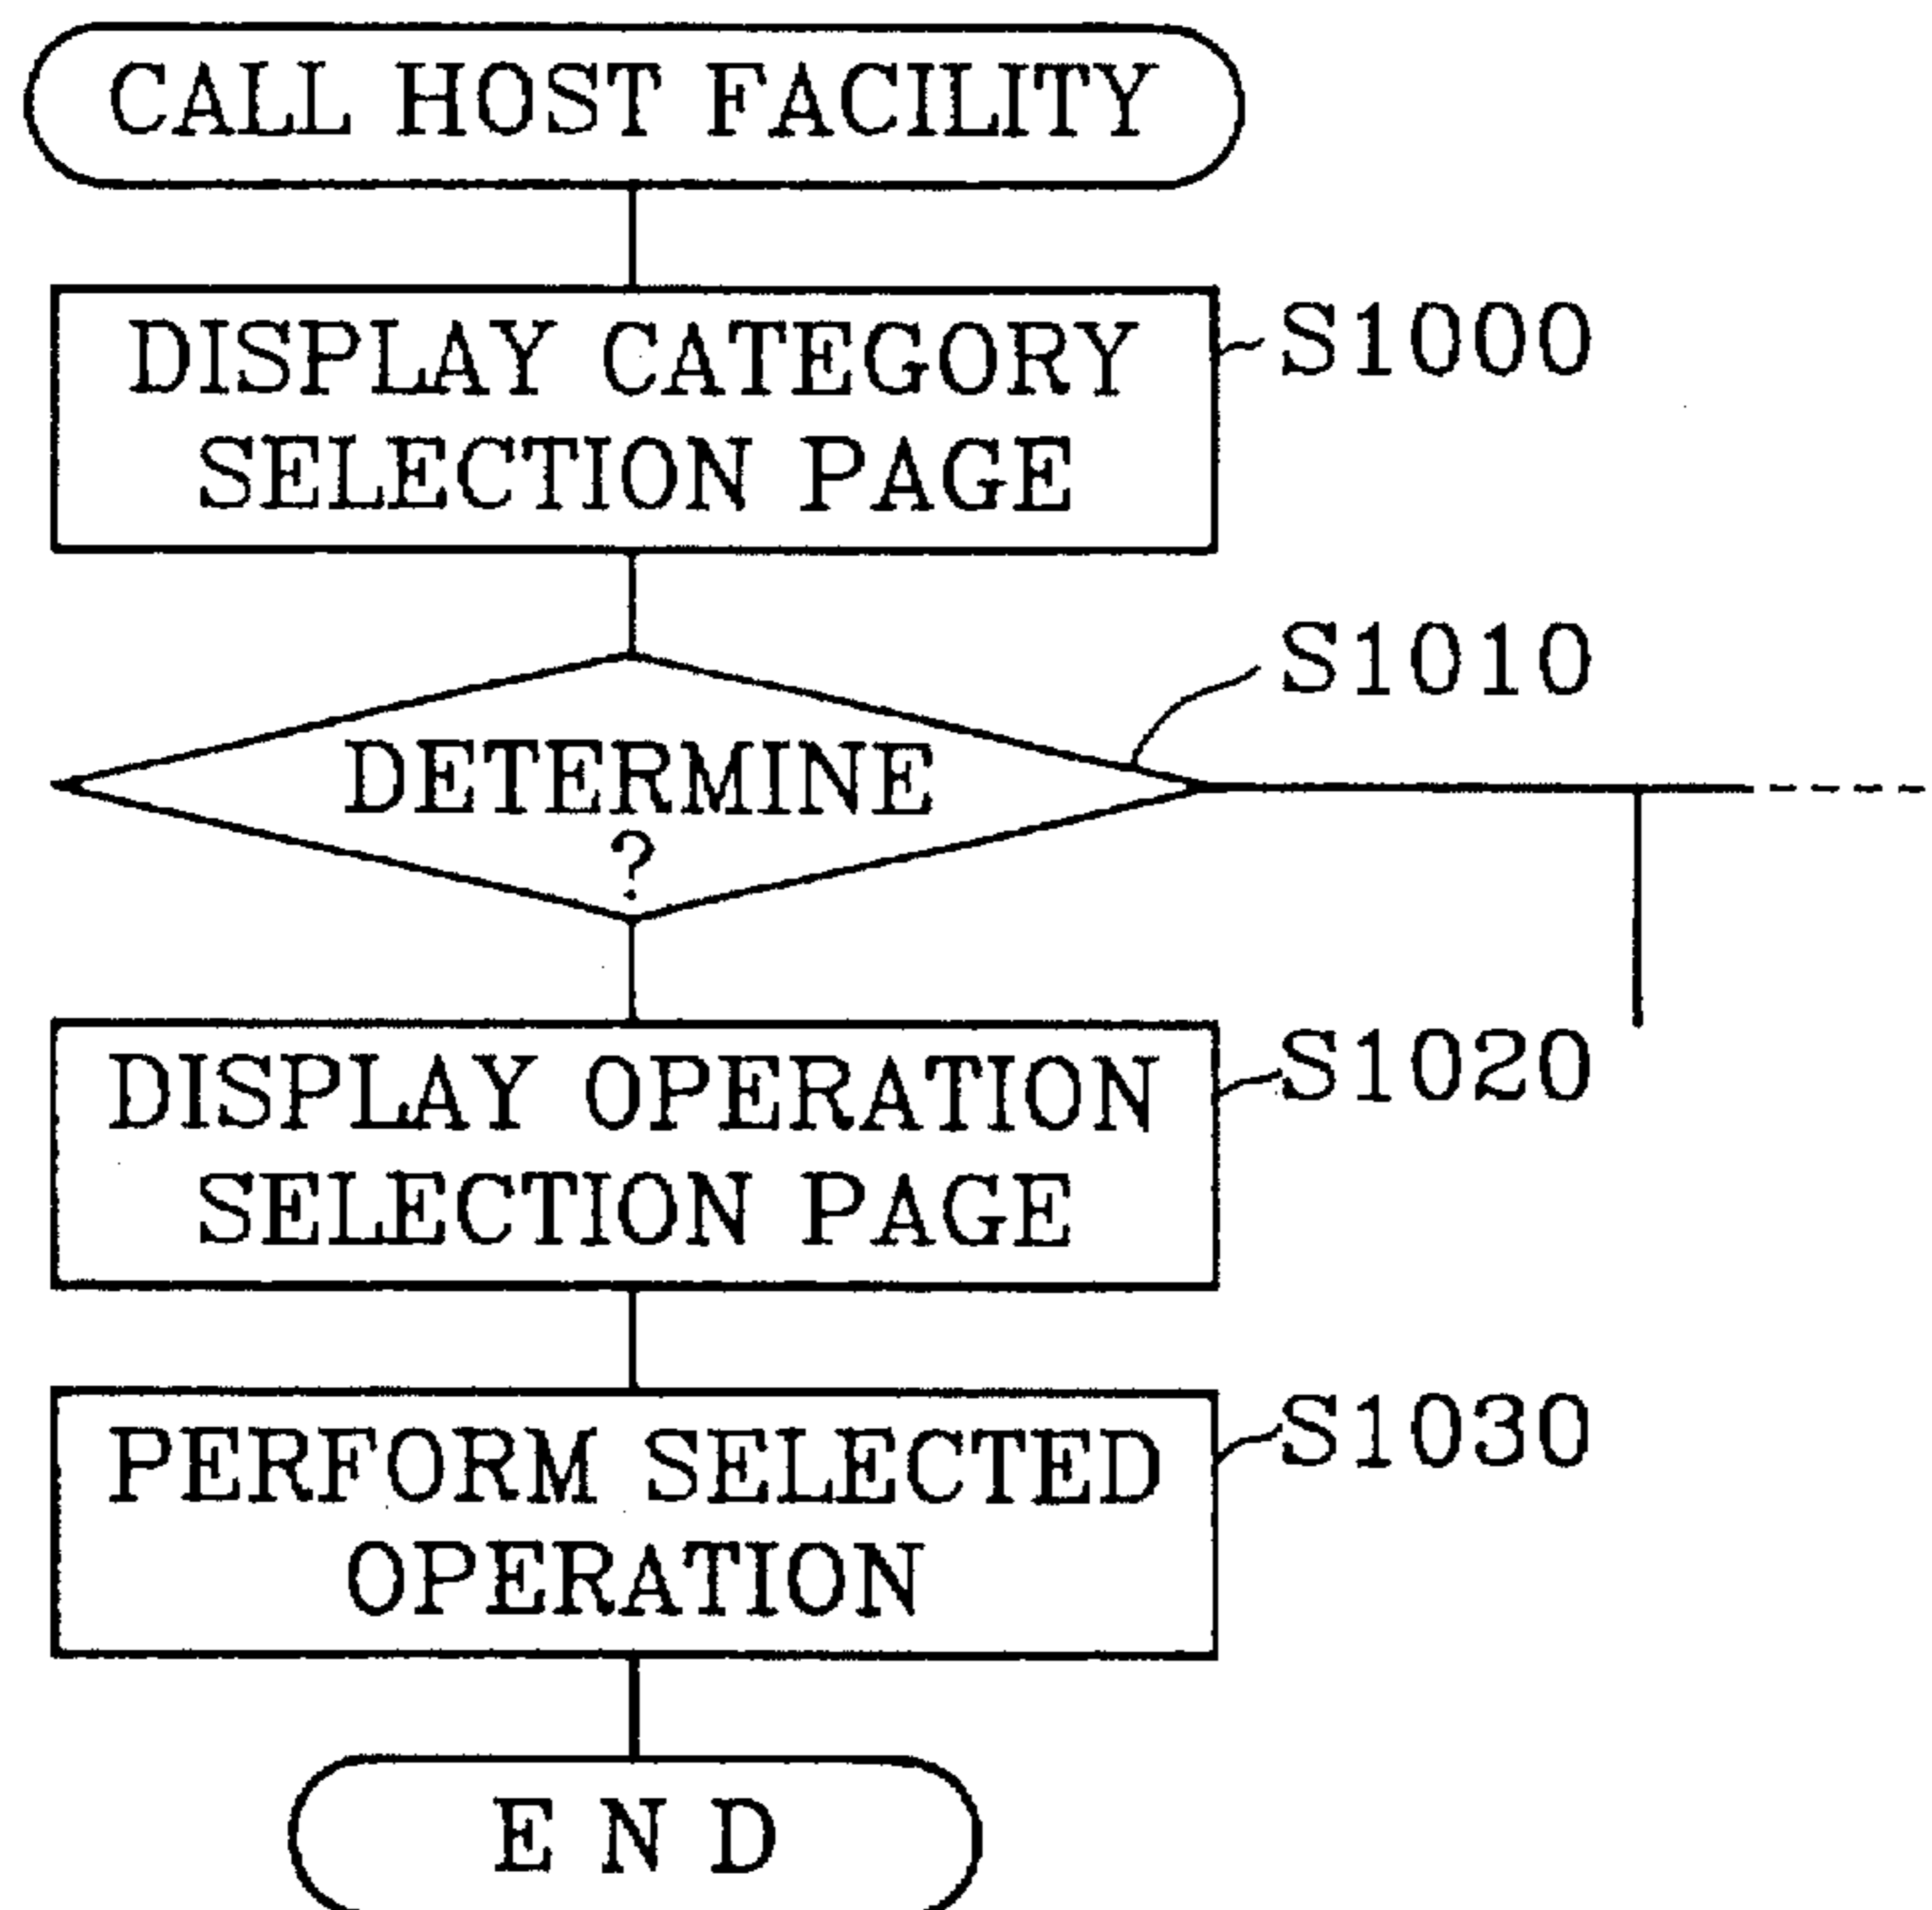 CALL HOST FACILITY
DISPLAY CATEGORY
SELECTION PAGE
S1000
S1010
DETERMINE
?
DISPLAY OPERATION
SELECTION PAGE
S1020
PERFORM SELECTED
OPERATION
S1030
END